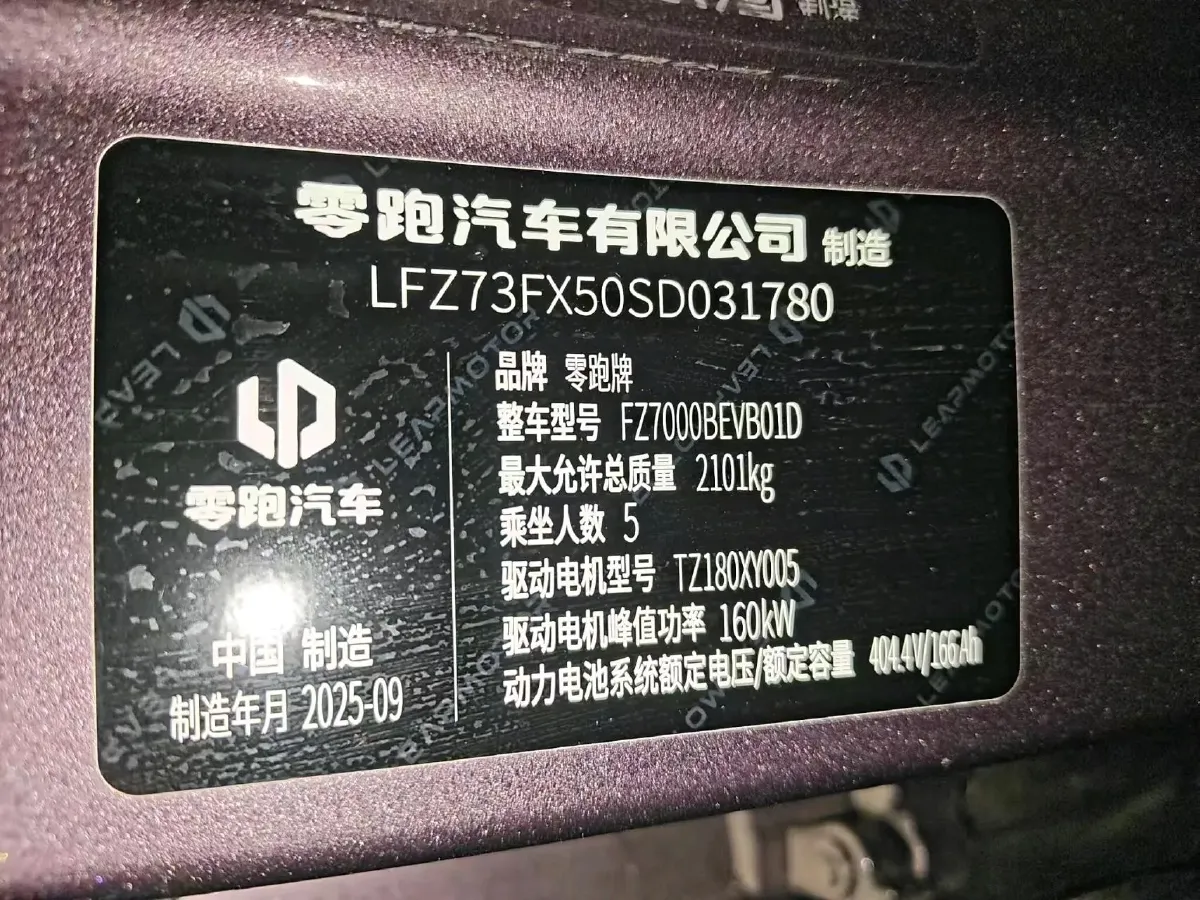 制造
零跑汽车有限公司 制造
LFZ73FX50SD031780
零跑汽车
中国 制造
制造年月 2025-09
品牌 零跑牌
整车型号 FZ7000BEVB01D
最大允许总质量 2101kg
乘坐人数 5
驱动电机型号 TZ180XY005
驱动电机峰值功率 160kW
动力电池系统额定电压/额定容量 404.4V/166Ah
LEAPMOTOR
LEAPMOTOR